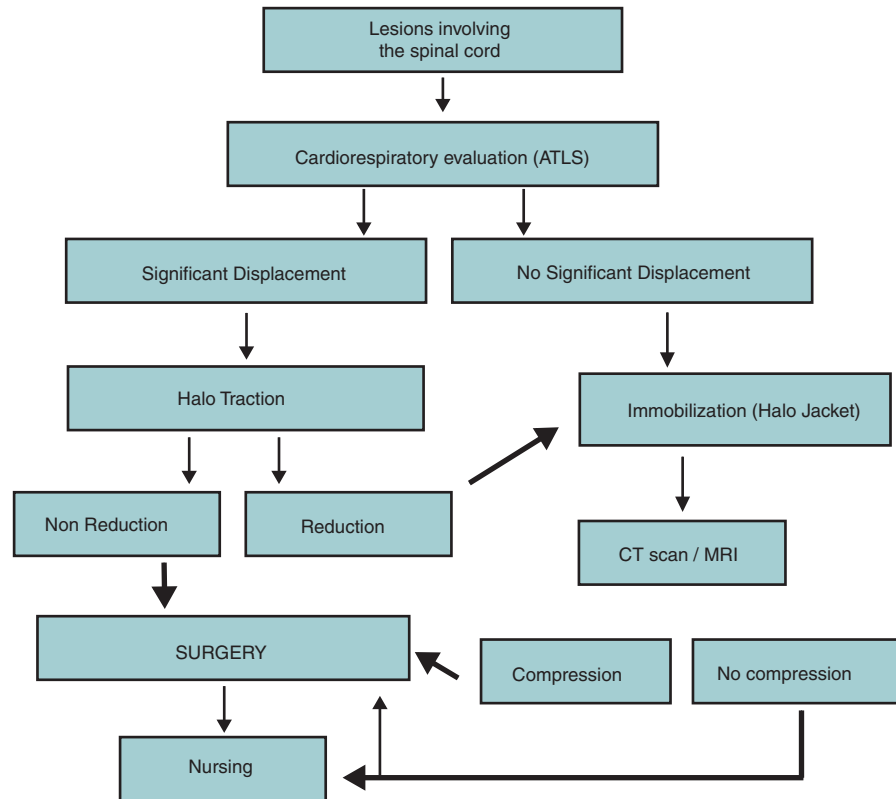 Lesions involving
the spinal cord
Cardiorespiratory evaluation (ATLS)
Significant Displacement
No Significant Displacement
Halo Traction
Immobilization (Halo Jacket)
Non Reduction
Reduction
CT scan / MRI
SURGERY
Compression
No compression
Nursing